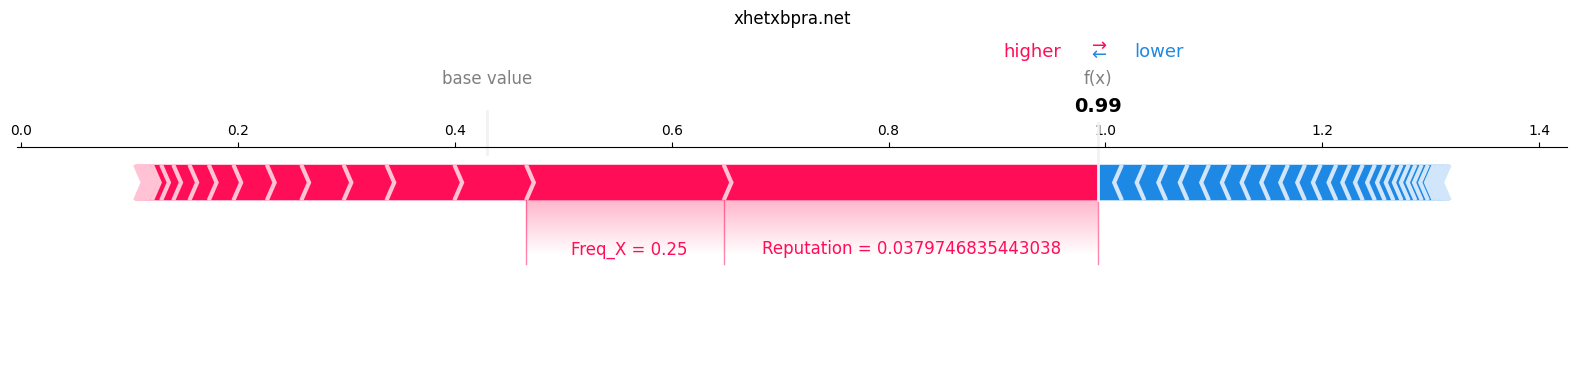 xhetxbpra.net
higher ⇄ lower
base value f(x)
0.99
0.0 0.2 0.4 0.6 0.8 1.0 1.2 1.4
Freq_X = 0.25 Reputation = 0.0379746835443038